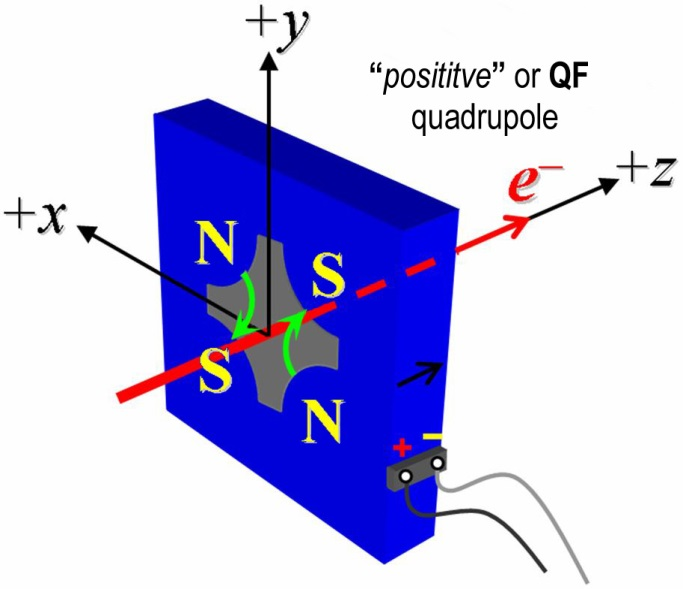 +y
“posititve” or QF
quadrupole
e⁻
+z
+x
N
S
S
N
+ −